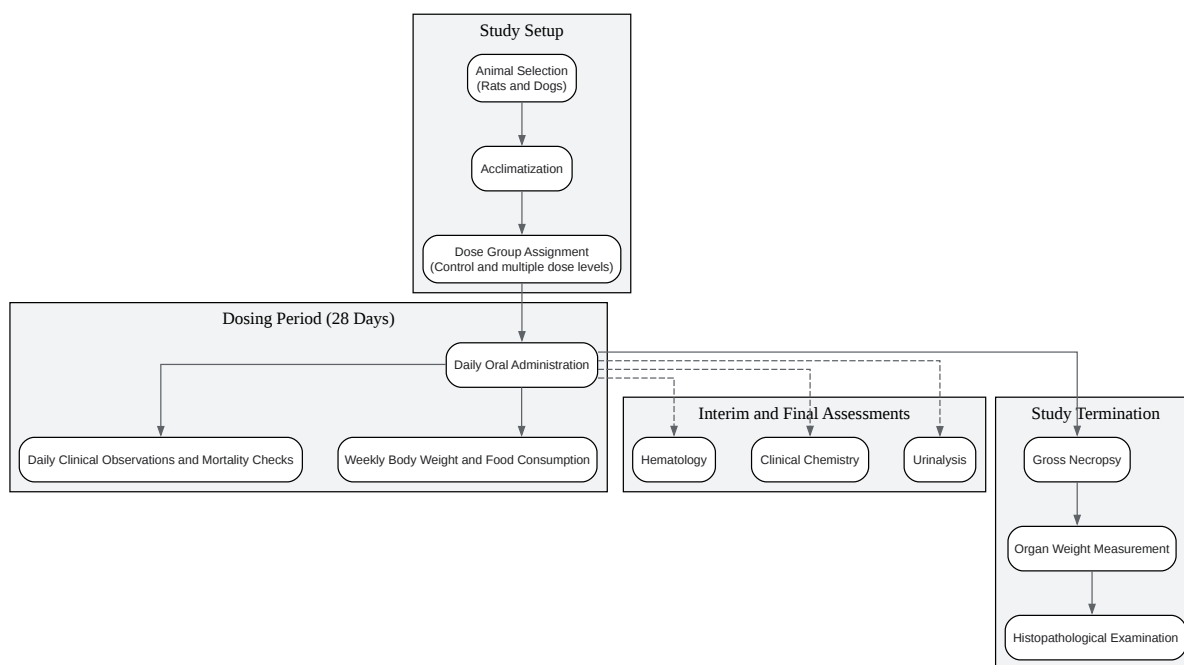 Study Setup
Animal Selection
(Rats and Dogs)
Acclimatization
Dose Group Assignment
(Control and multiple dose levels)
Dosing Period (28 Days)
Daily Oral Administration
Daily Clinical Observations and Mortality Checks
Weekly Body Weight and Food Consumption
Interim and Final Assessments
Hematology
Clinical Chemistry
Urinalysis
Study Termination
Gross Necropsy
Organ Weight Measurement
Histopathological Examination